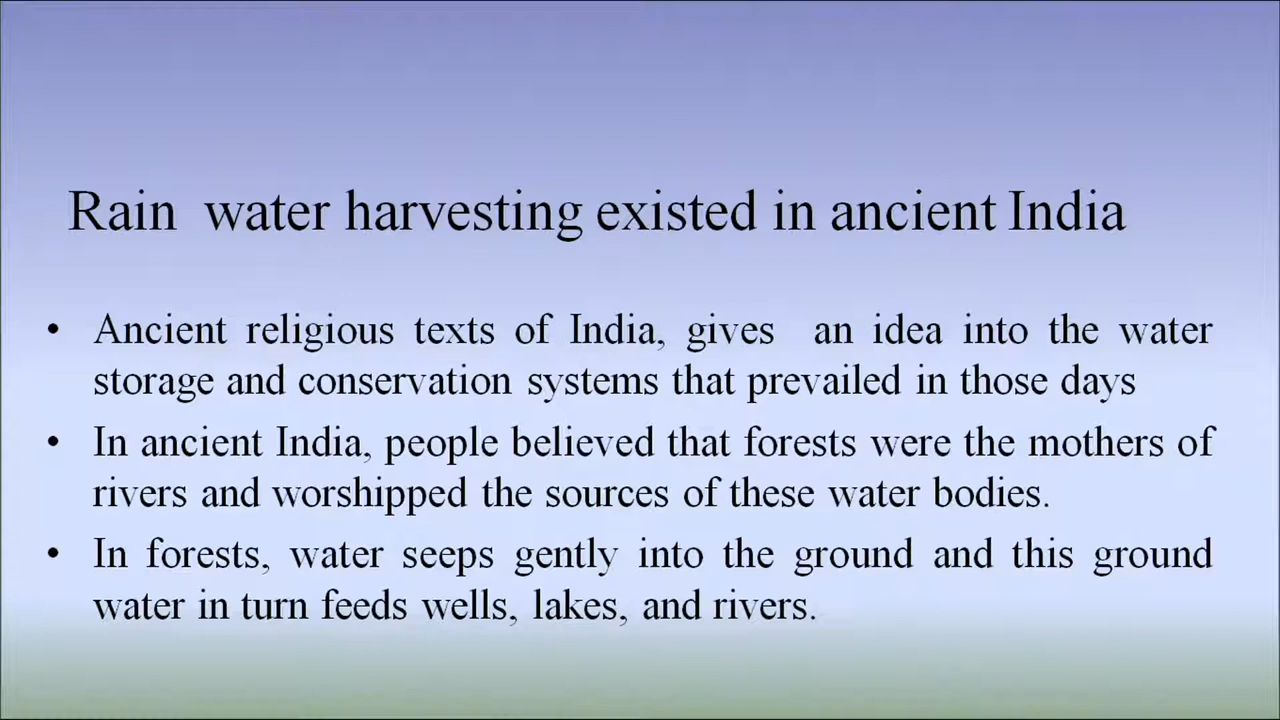 Rain water harvesting existed in ancient India
• Ancient religious texts of India, gives an idea into the water
storage and conservation systems that prevailed in those days
• In ancient India, people believed that forests were the mothers of
rivers and worshipped the sources of these water bodies.
• In forests, water seeps gently into the ground and this ground
water in turn feeds wells, lakes, and rivers.